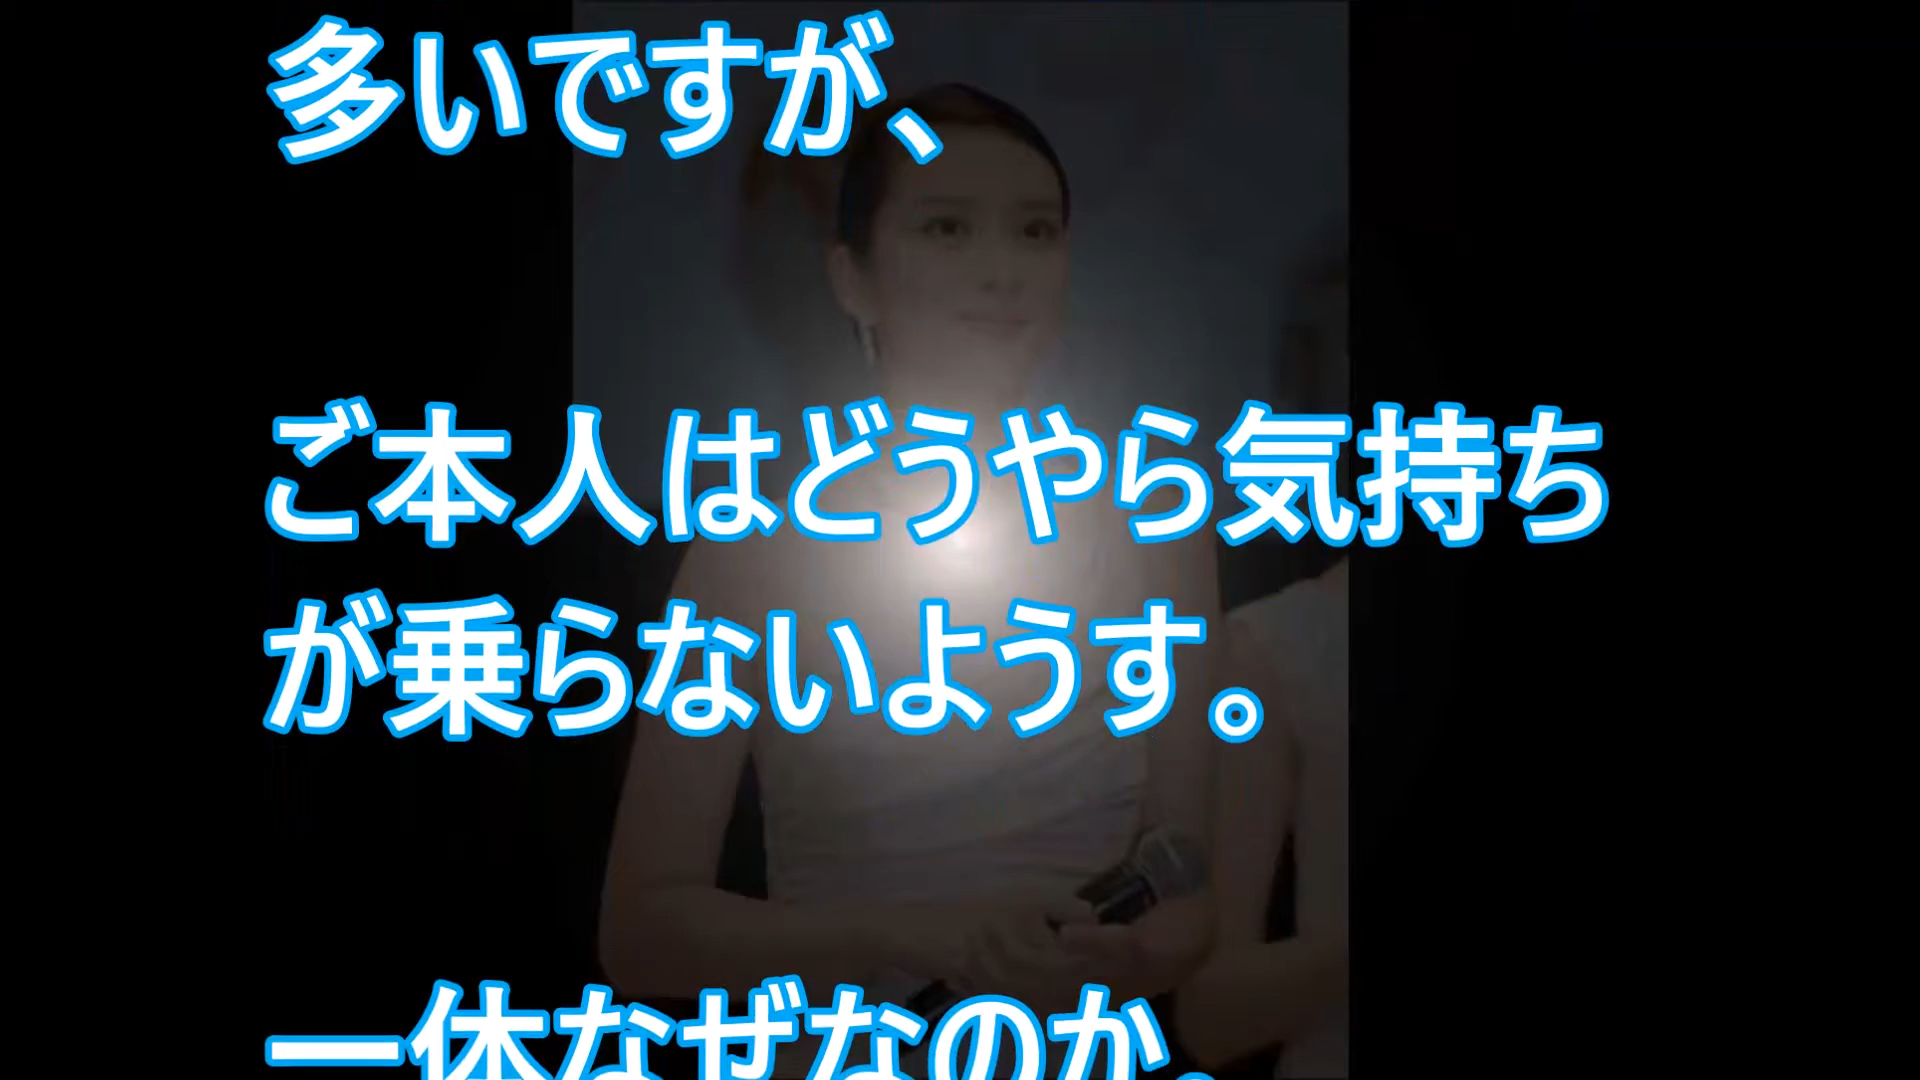 多いですが、
ご本人はどうやら気持ち
が乗らないようす。
一体なぜなのか。